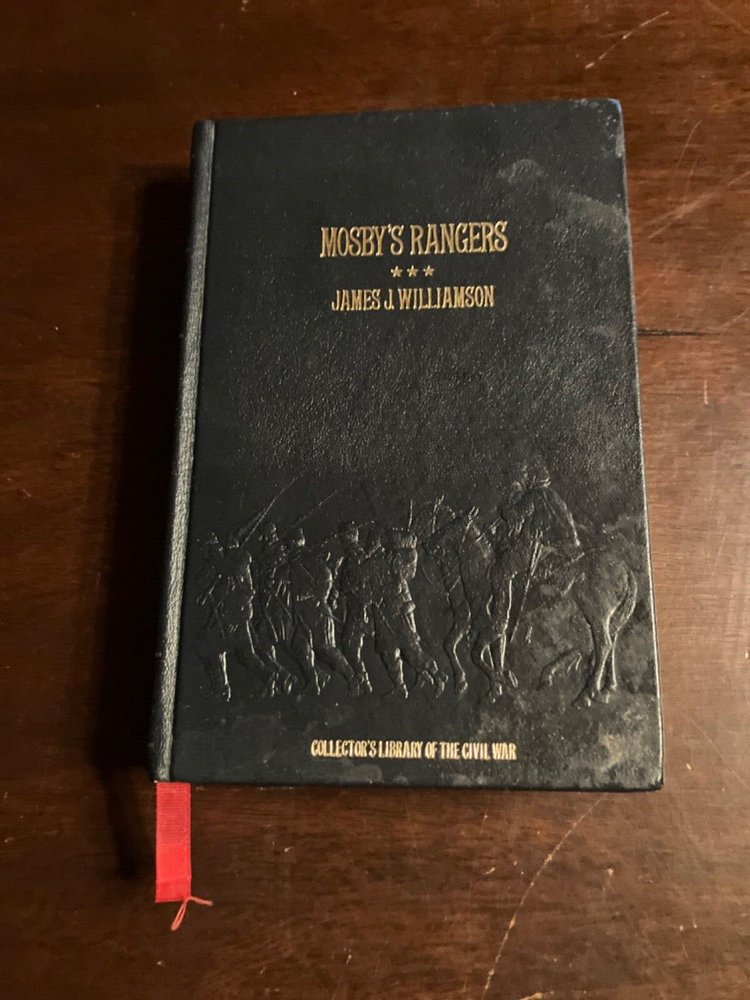 MOSBY'S RANGERS
★ ★ ★
JAMES J. WILLIAMSON
COLLECTOR'S LIBRARY OF THE CIVIL WAR